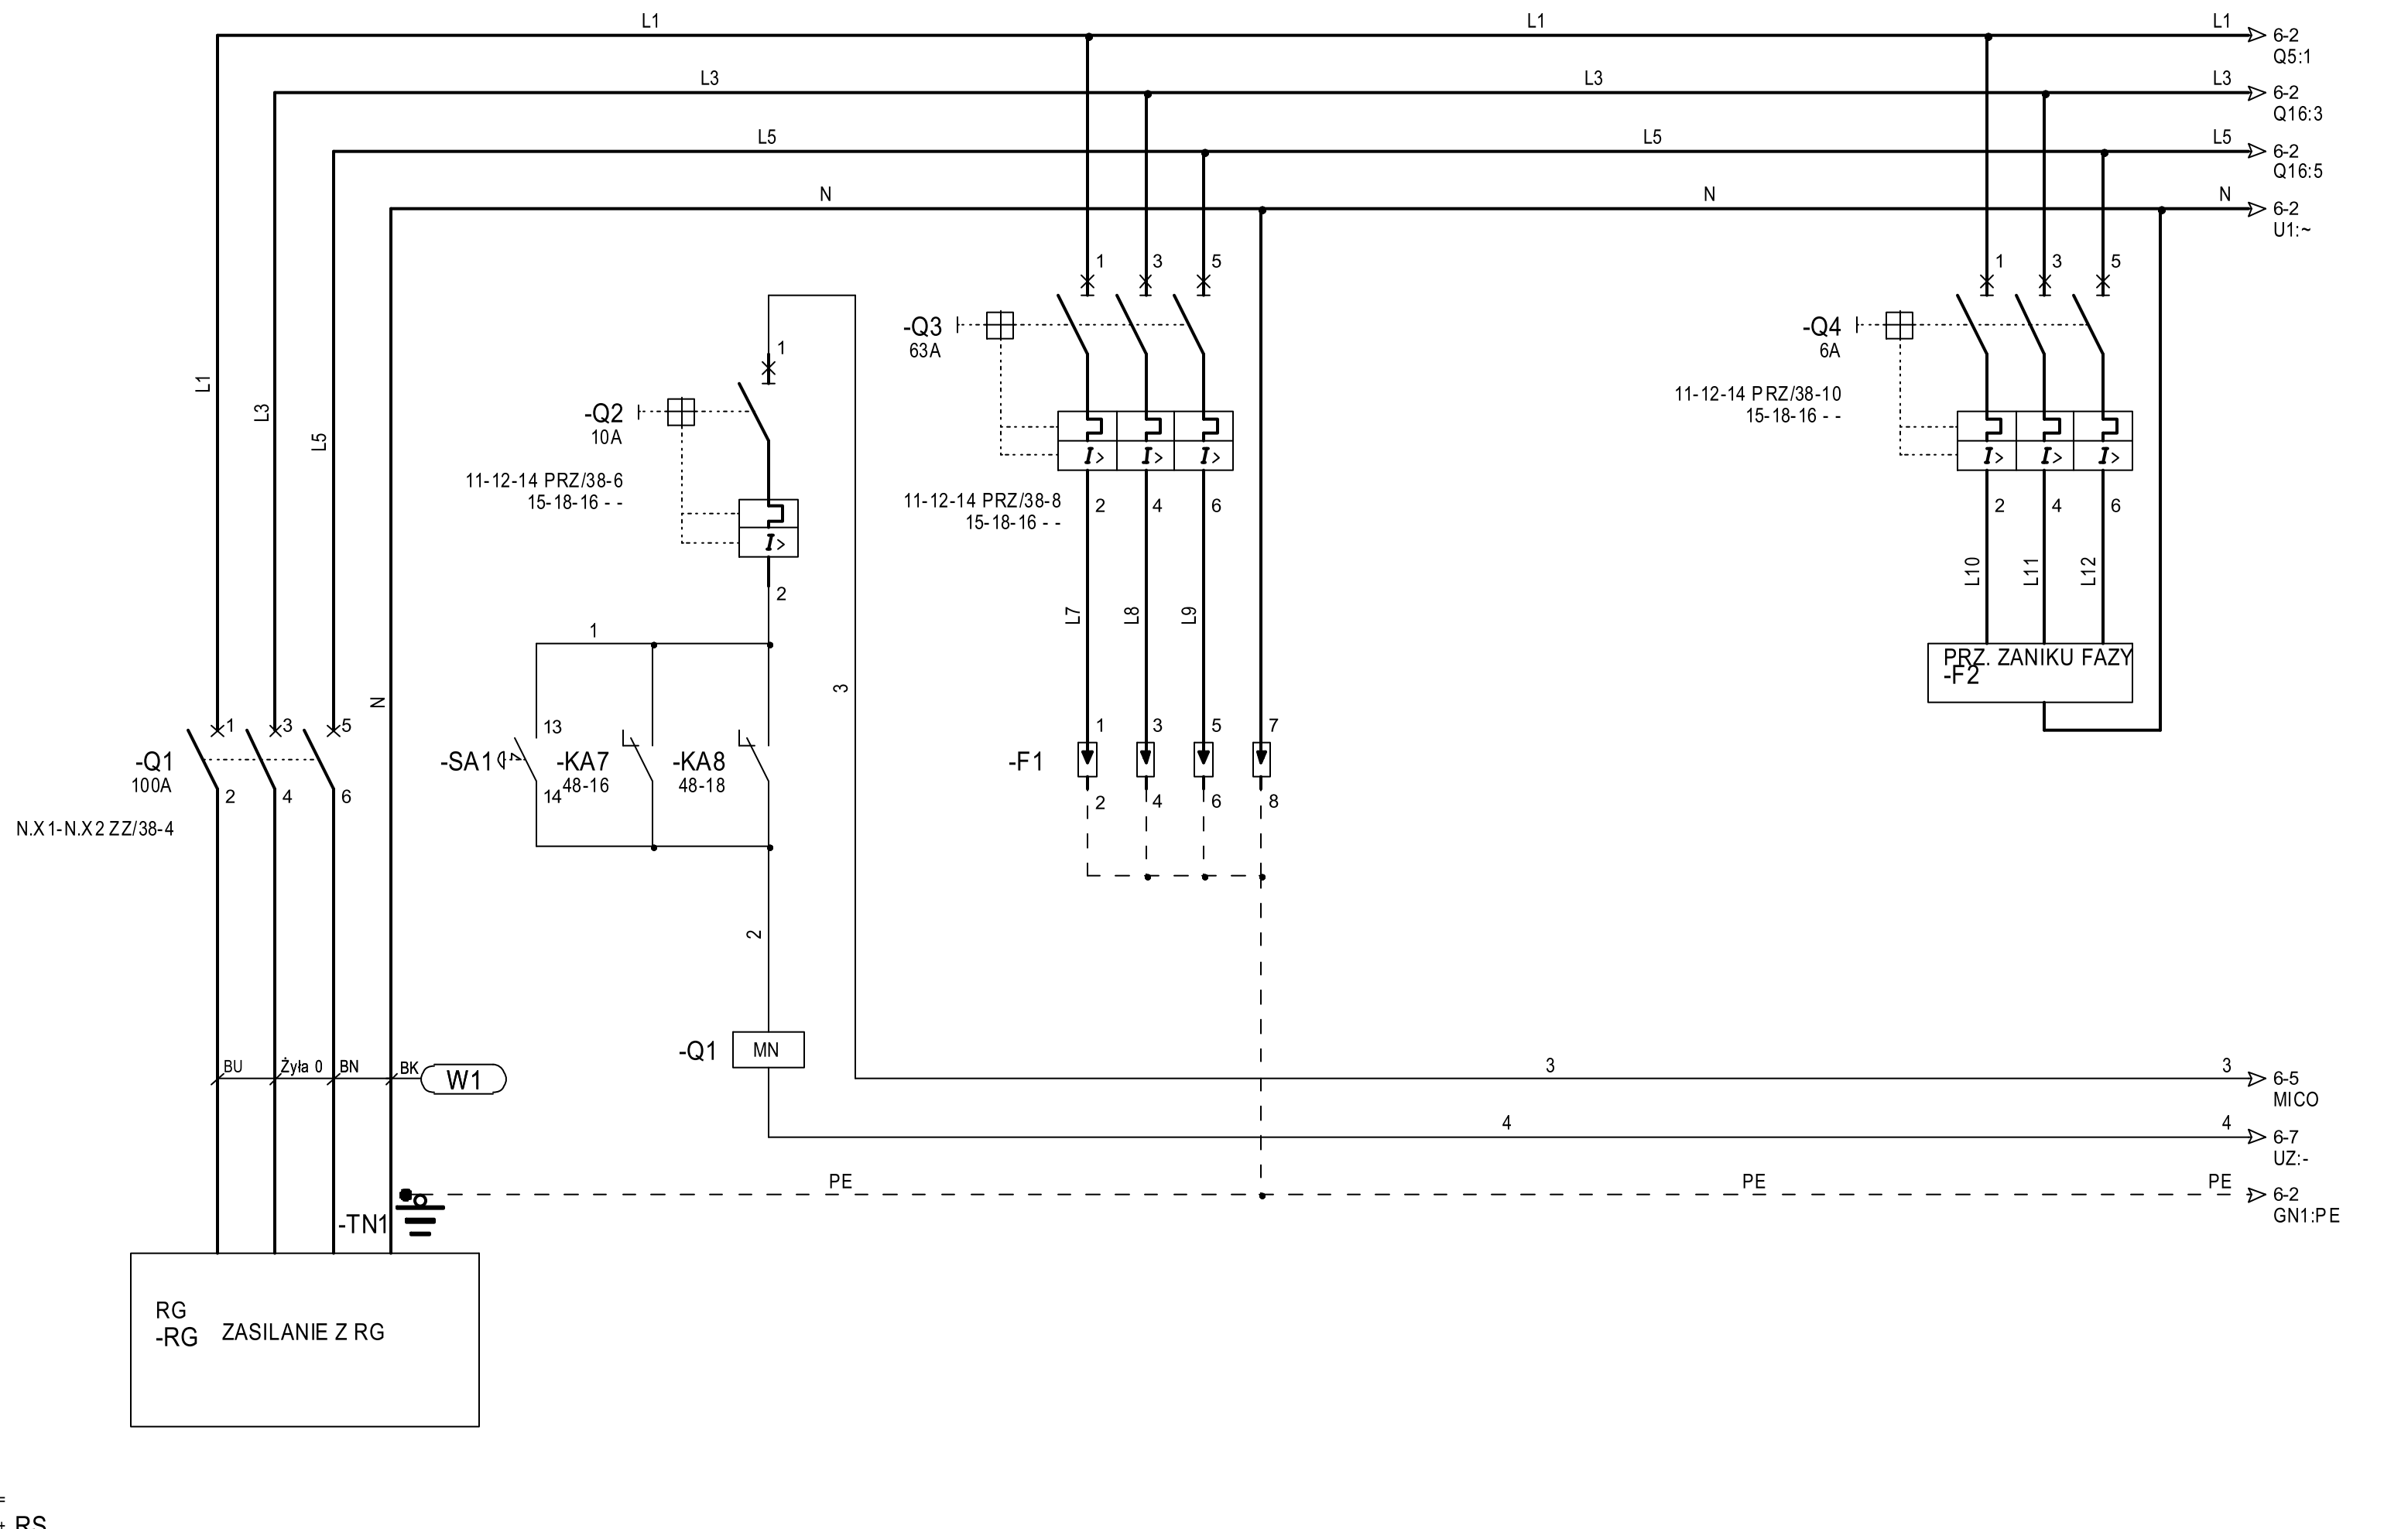 L1 L1 L1 6-2
Q5:1
L3 L3 L3 6-2
Q16:3
L5 L5 L5 6-2
Q16:5
N N N 6-2
U1:~
1 3 5 1 3 5
-Q3 -Q4
63A 6A
1
L1
L3
L5
-Q2
10A
11-12-14 PRZ/38-10
15-18-16 - -
I> I> I> I> I> I>
11-12-14 PRZ/38-6
15-18-16 - -
11-12-14 PRZ/38-8
15-18-16 - -
2 4 6 2 4 6
I>
2
L10 L11 L12
L7 L8 L9
1
3
N
PRZ. ZANIKU FAZY
-F2
1 3 5 13 1 3 5 7
-Q1
100A
-SA1
-KA7
48-16
-KA8
48-18
-F1
2 4 6 14 2 4 6 8
N.X1-N.X2 ZZ/38-4
2
-Q1 MN
BU Żyła 0 BN BK W1
3 3 6-5
MICO
4 4 6-7
UZ:-
PE PE PE 6-2
GN1:PE
-TN1
RG
-RG ZASILANIE Z RG
=
+ RS